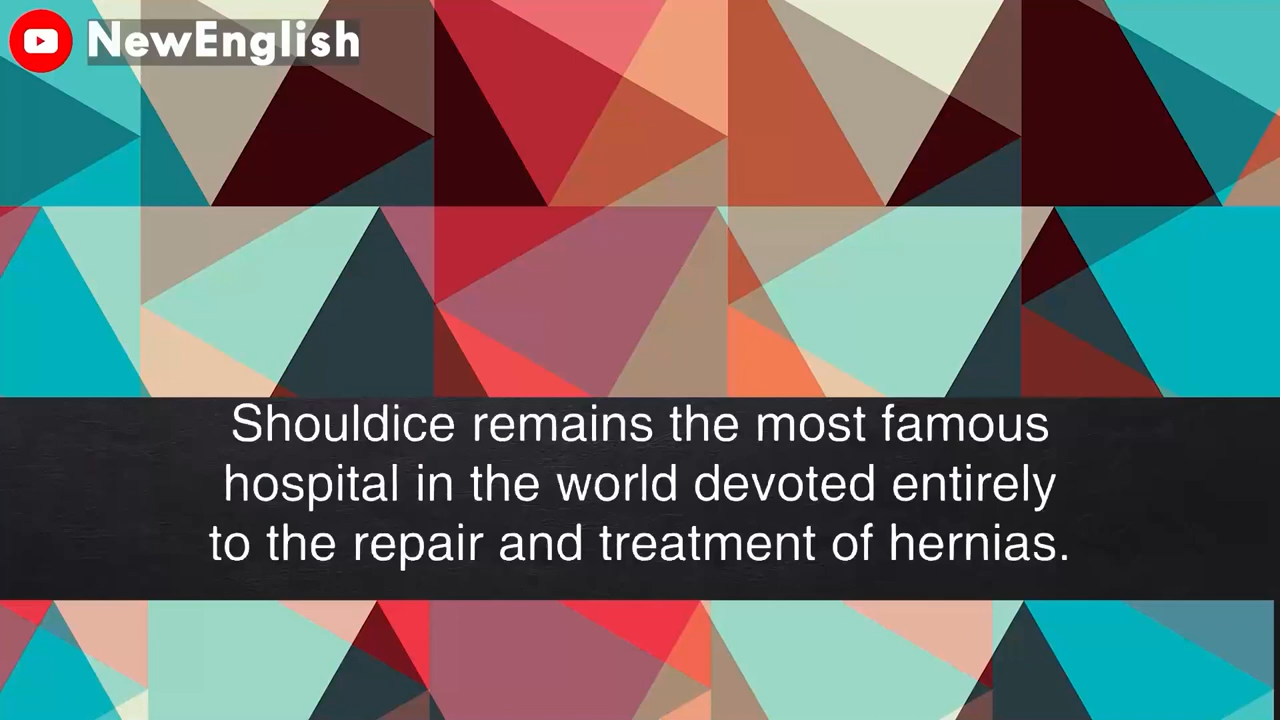 NewEnglish
Shouldice remains the most famous
hospital in the world devoted entirely
to the repair and treatment of hernias.